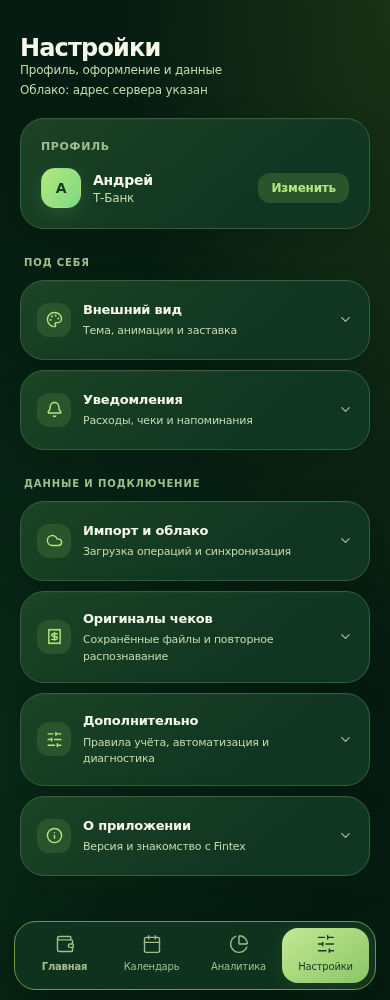 Настройки
Профиль, оформление и данные
Облако: адрес сервера указан
ПРОФИЛЬ
А
Андрей
Т-Банк
Изменить
ПОД СЕБЯ
Внешний вид
Тема, анимации и заставка
Уведомления
Расходы, чеки и напоминания
ДАННЫЕ И ПОДКЛЮЧЕНИЕ
Импорт и облако
Загрузка операций и синхронизация
Оригиналы чеков
Сохранённые файлы и повторное
распознавание
Дополнительно
Правила учёта, автоматизация и
диагностика
О приложении
Версия и знакомство с Fintex
Главная
Календарь
Аналитика
Настройки